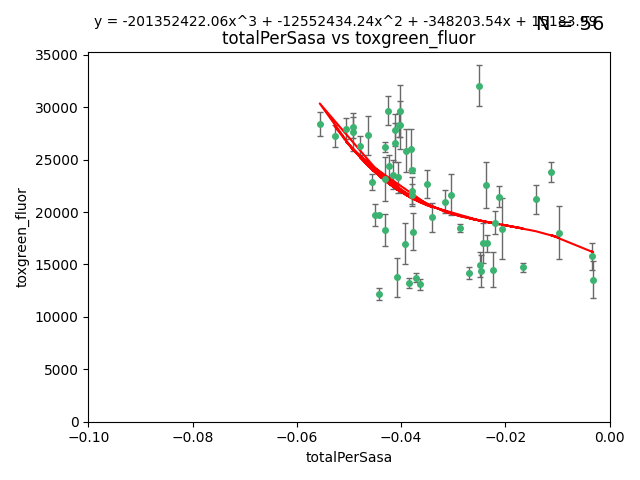 y = -201352422.06x^3 + -12552434.24x^2 + -348203.54x +
N = 56
totalPerSasa vs toxgreen_fluor
35000
30000
25000
20000
15000
10000
5000
0
toxgreen_fluor
−0.10 −0.08 −0.06 −0.04 −0.02 0.00
totalPerSasa